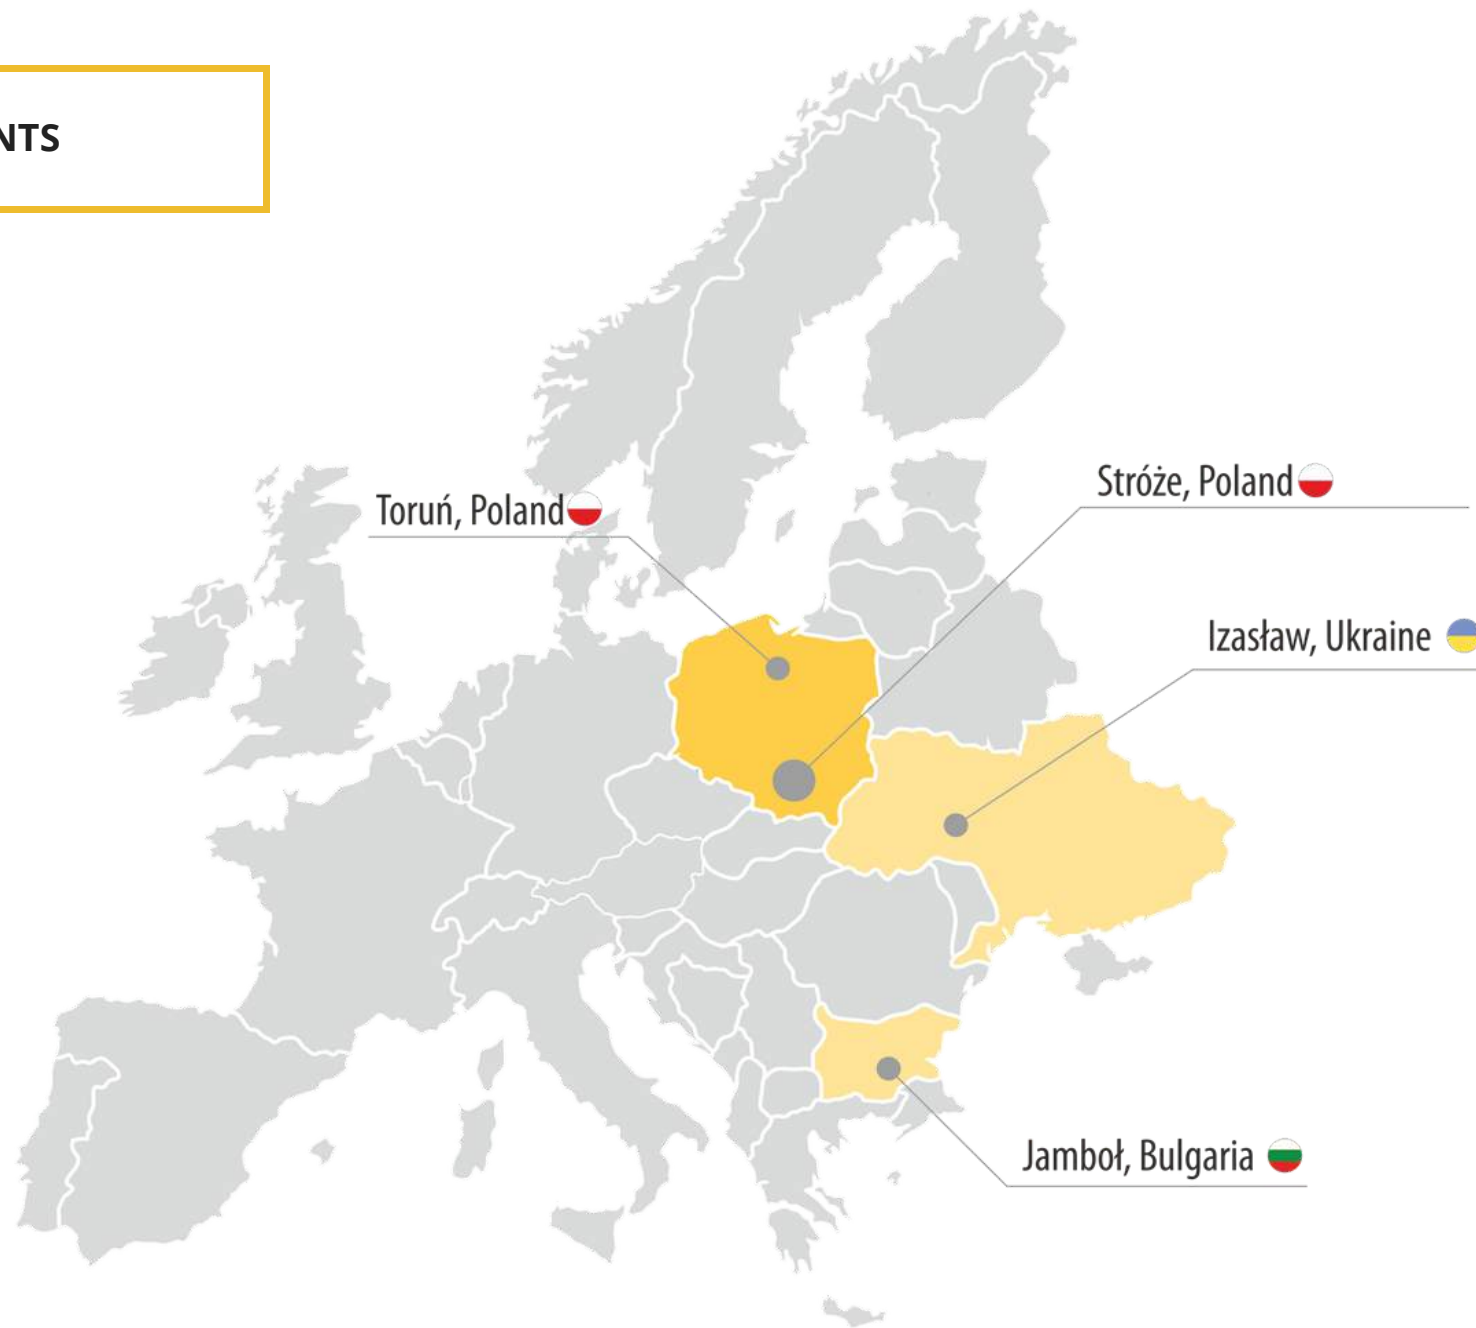 NTS
Stróże, Poland
Toruń, Poland
Izasław, Ukraine
Jamboł, Bulgaria